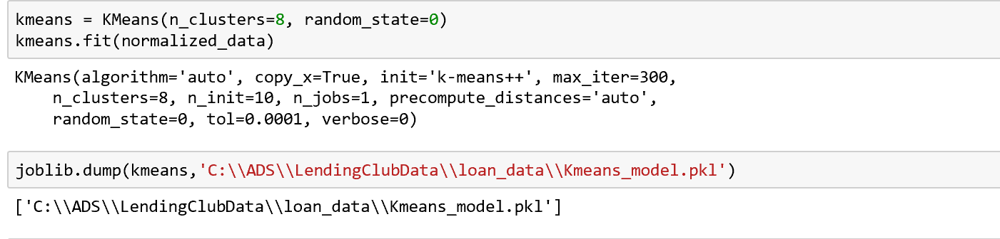 kmeans = KMeans(n_clusters=8, random_state=0)
kmeans.fit(normalized_data)
KMeans(algorithm='auto', copy_x=True, init='k-means++', max_iter=300,
    n_clusters=8, n_init=10, n_jobs=1, precompute_distances='auto',
    random_state=0, tol=0.0001, verbose=0)
joblib.dump(kmeans,'C:\\ADS\\LendingClubData\\loan_data\\Kmeans_model.pkl')
['C:\\ADS\\LendingClubData\\loan_data\\Kmeans_model.pkl']